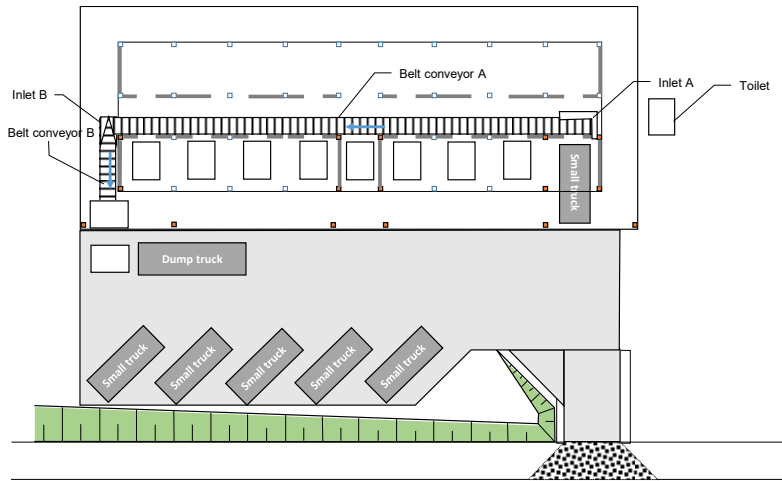 Belt conveyor A
Inlet A
Toilet
Inlet B
Belt conveyor B
Small truck
Dump truck
Small truck
Small truck
Small truck
Small truck
Small truck